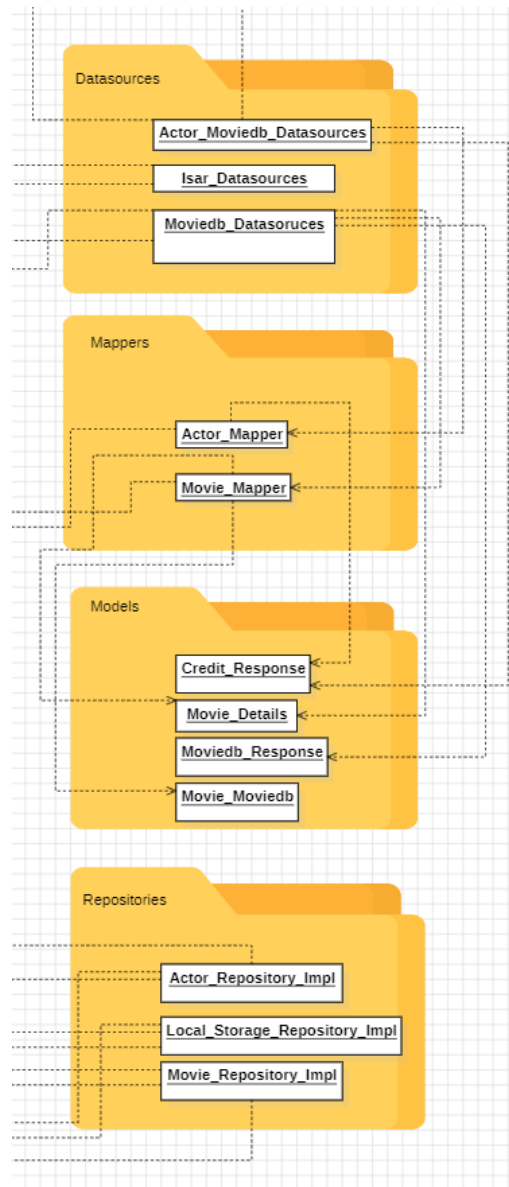 Datasources
Actor_Moviedb_Datasources
Isar_Datasources
Moviedb_Datasoruces
Mappers
Actor_Mapper
Movie_Mapper
Models
Credit_Response
Movie_Details
Moviedb_Response
Movie_Moviedb
Repositories
Actor_Repository_Impl
Local_Storage_Repository_Impl
Movie_Repository_Impl